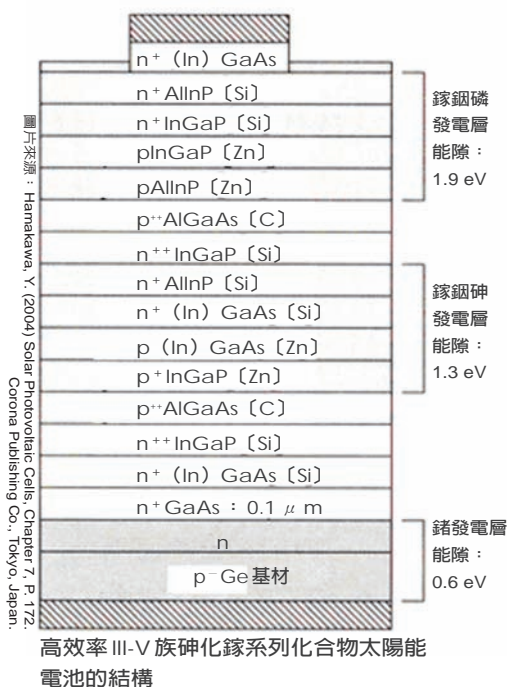 n⁺ (In) GaAs
n⁺AlInP〔Si〕
n⁺InGaP〔Si〕
pInGaP〔Zn〕
pAlInP〔Zn〕
p⁺⁺AlGaAs〔C〕
n⁺⁺InGaP〔Si〕
n⁺AlInP〔Si〕
n⁺ (In) GaAs〔Si〕
p (In) GaAs〔Zn〕
p⁺InGaP〔Zn〕
p⁺⁺AlGaAs〔C〕
n⁺⁺InGaP〔Si〕
n⁺ (In) GaAs〔Si〕
n⁺GaAs：0.1 μm
n
p⁻Ge基材
鎵銦磷
發電層
能隙：
1.9 eV
鎵銦砷
發電層
能隙：
1.3 eV
鍺發電層
能隙：
0.6 eV
圖片來源：Hamakawa, Y. (2004) Solar Photovoltaic Cells, Chapter 7, P. 172.
Corona Publishing Co., Tokyo, Japan.
高效率 III-V 族砷化鎵系列化合物太陽能
電池的結構